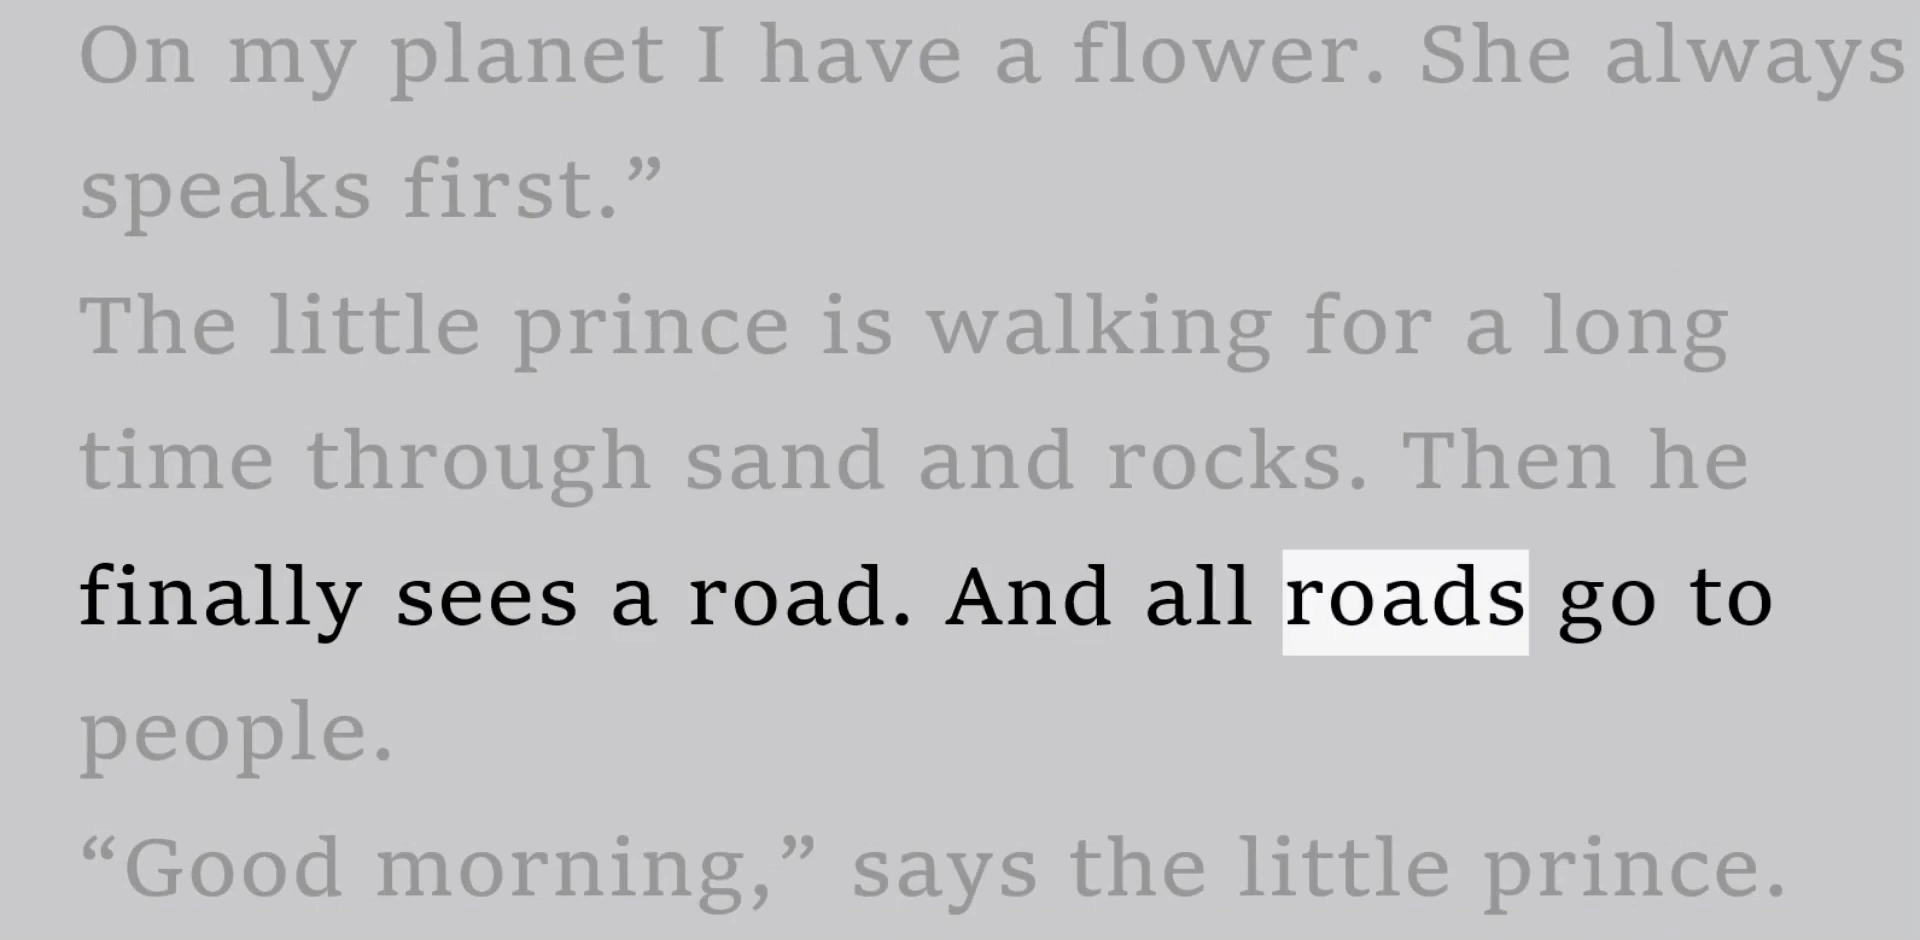 On my planet I have a flower. She always
speaks first.”
The little prince is walking for a long
time through sand and rocks. Then he
finally sees a road. And all roads go to
people.
“Good morning,” says the little prince.